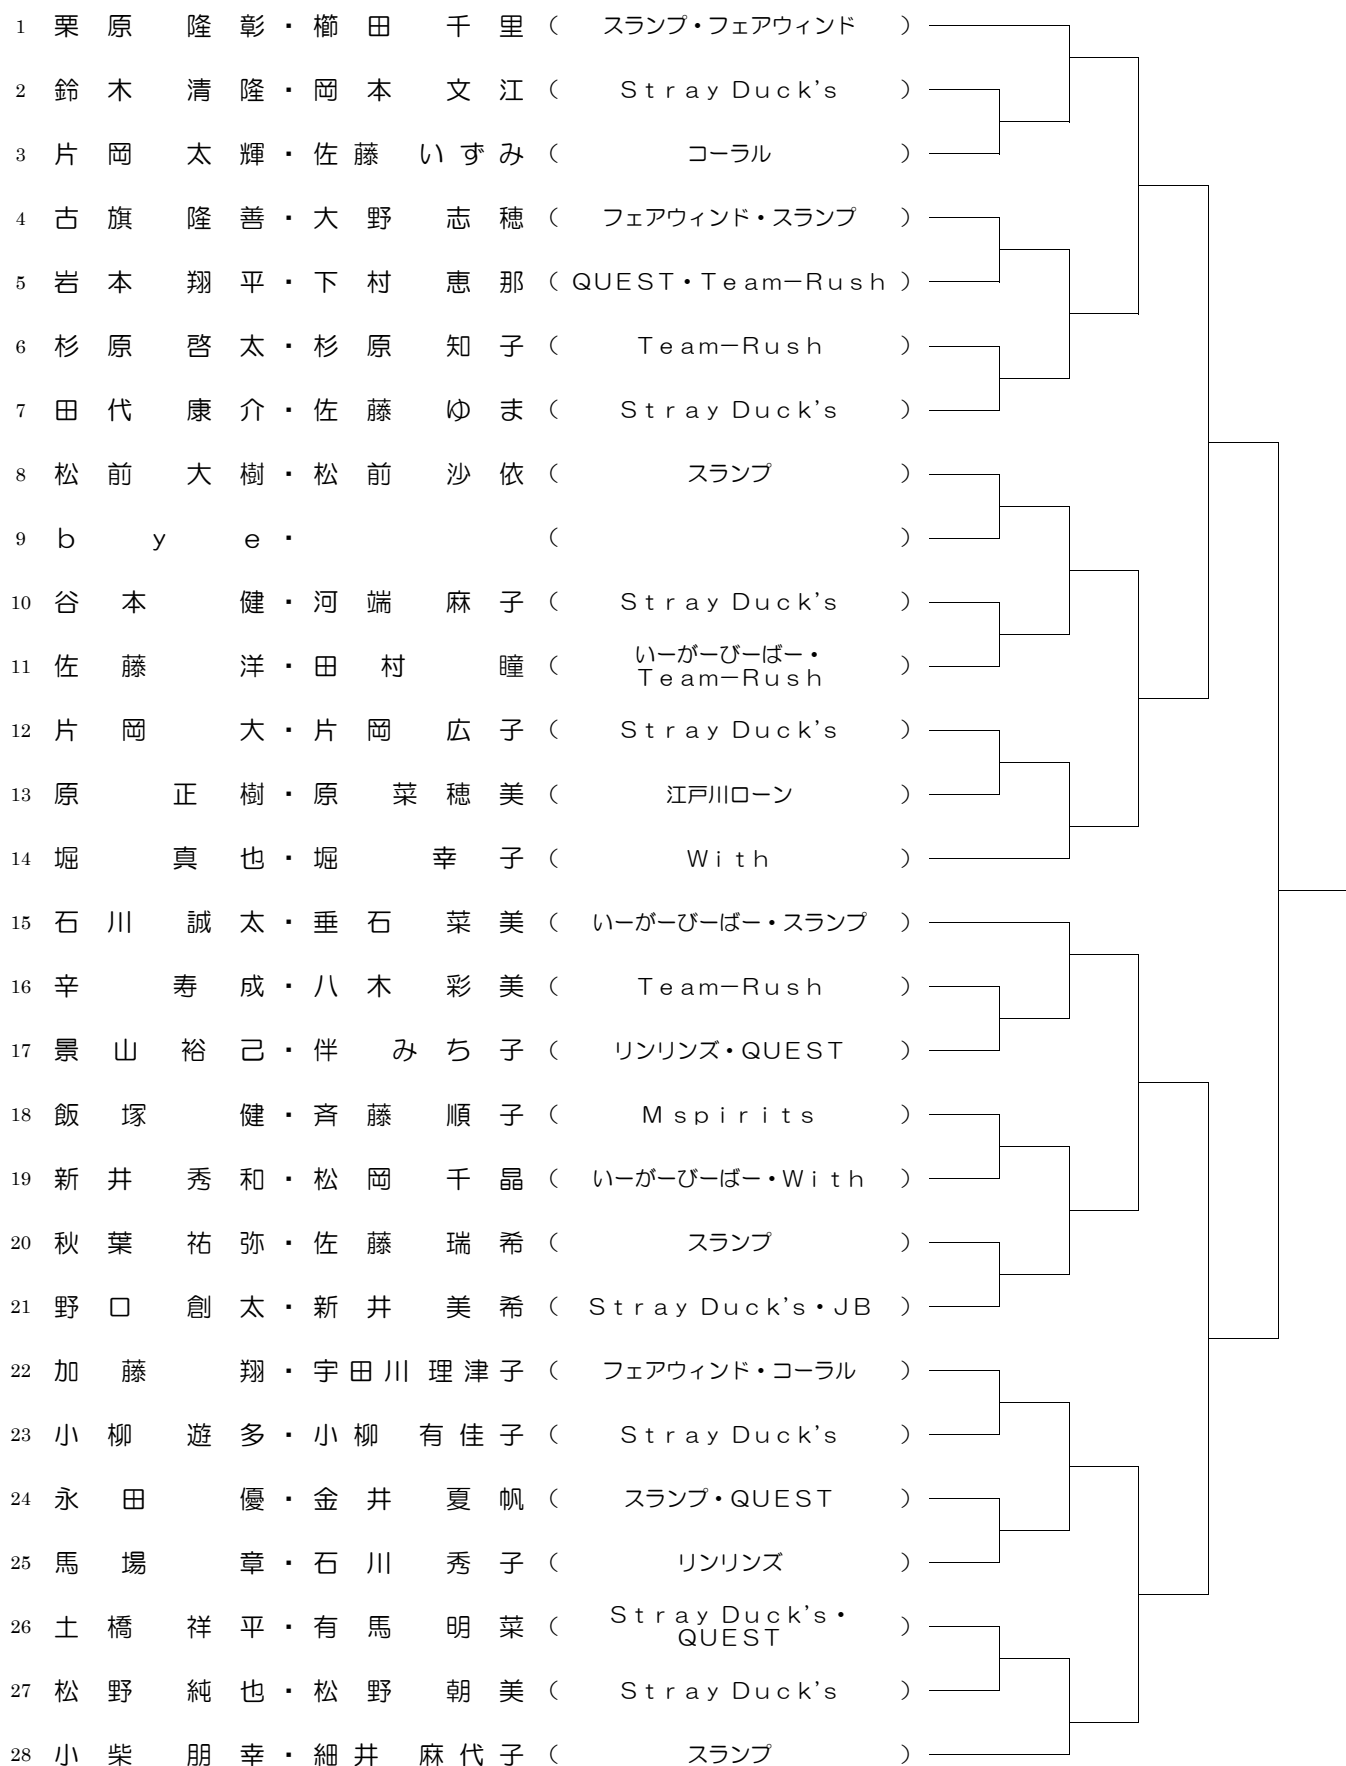 1 栗原 隆彰・櫛田 千里（ スランプ・フェアウィンド ）
2 鈴木 清隆・岡本 文江（ Stray Duck's ）
3 片岡 太輝・佐藤 いずみ（ コーラル ）
4 古旗 隆善・大野 志穂（ フェアウィンド・スランプ ）
5 岩本 翔平・下村 恵那（ QUEST・Team−Rush ）
6 杉原 啓太・杉原 知子（ Team−Rush ）
7 田代 康介・佐藤 ゆま（ Stray Duck's ）
8 松前 大樹・松前 沙依（ スランプ ）
9 bye・ （ ）
10 谷本 健・河端 麻子（ Stray Duck's ）
11 佐藤 洋・田村 瞳（ いーがーびーばー・
Team−Rush ）
12 片岡 大・片岡 広子（ Stray Duck's ）
13 原 正樹・原 菜穂美（ 江戸川ローン ）
14 堀 真也・堀 幸子（ With ）
15 石川 誠太・垂石 菜美（ いーがーびーばー・スランプ ）
16 辛 寿成・八木 彩美（ Team−Rush ）
17 景山 裕己・伴 みち子（ リンリンズ・QUEST ）
18 飯塚 健・斉藤 順子（ M spirits ）
19 新井 秀和・松岡 千晶（ いーがーびーばー・With ）
20 秋葉 祐弥・佐藤 瑞希（ スランプ ）
21 野口 創太・新井 美希（ Stray Duck's・JB ）
22 加藤 翔・宇田川 理津子（ フェアウィンド・コーラル ）
23 小柳 遊多・小柳 有佳子（ Stray Duck's ）
24 永田 優・金井 夏帆（ スランプ・QUEST ）
25 馬場 章・石川 秀子（ リンリンズ ）
26 土橋 祥平・有馬 明菜（ Stray Duck's・
QUEST ）
27 松野 純也・松野 朝美（ Stray Duck's ）
28 小柴 朋幸・細井 麻代子（ スランプ ）